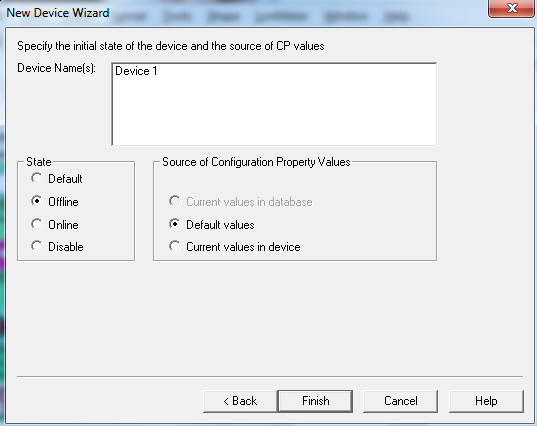 New Device Wizard
Specify the initial state of the device and the source of CP values
Device Name(s):
Device 1
State
Default
Offline
Online
Disable
Source of Configuration Property Values
Current values in database
Default values
Current values in device
< Back
Finish
Cancel
Help